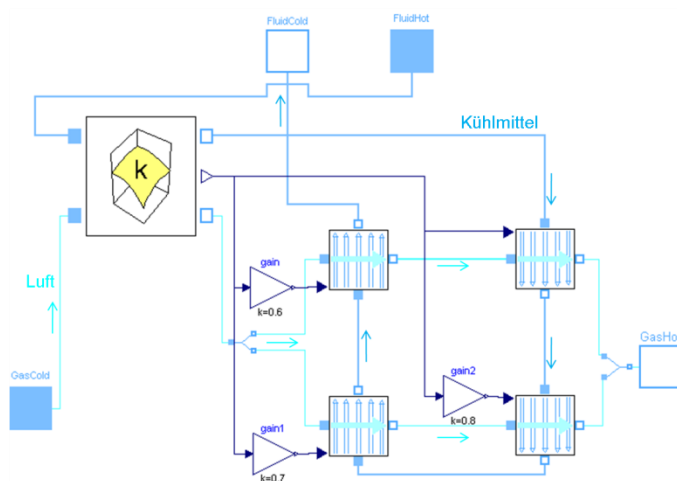 FluidCold
FluidHot
Kühlmittel
k
Luft
gain
k=0.6
GasHo
GasCold
gain2
k=0.8
gain1
k=0.7